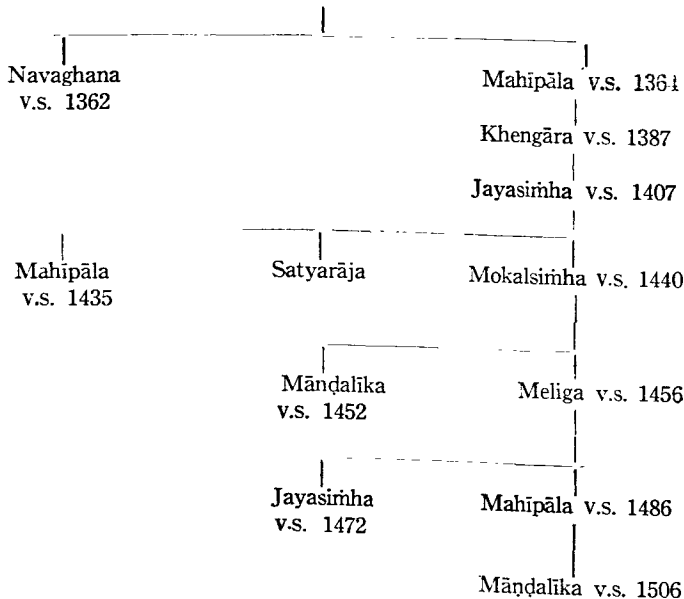 Navaghana
v.s. 1362
Mahīpāla v.s. 1361
Khengāra v.s. 1387
Jayasiṁha v.s. 1407
Mahīpāla
v.s. 1435
Satyarāja
Mokalsiṁha v.s. 1440
Māṇḍalīka
v.s. 1452
Meliga v.s. 1456
Jayasiṁha
v.s. 1472
Mahīpāla v.s. 1486
Māṇḍalika v.s. 1506